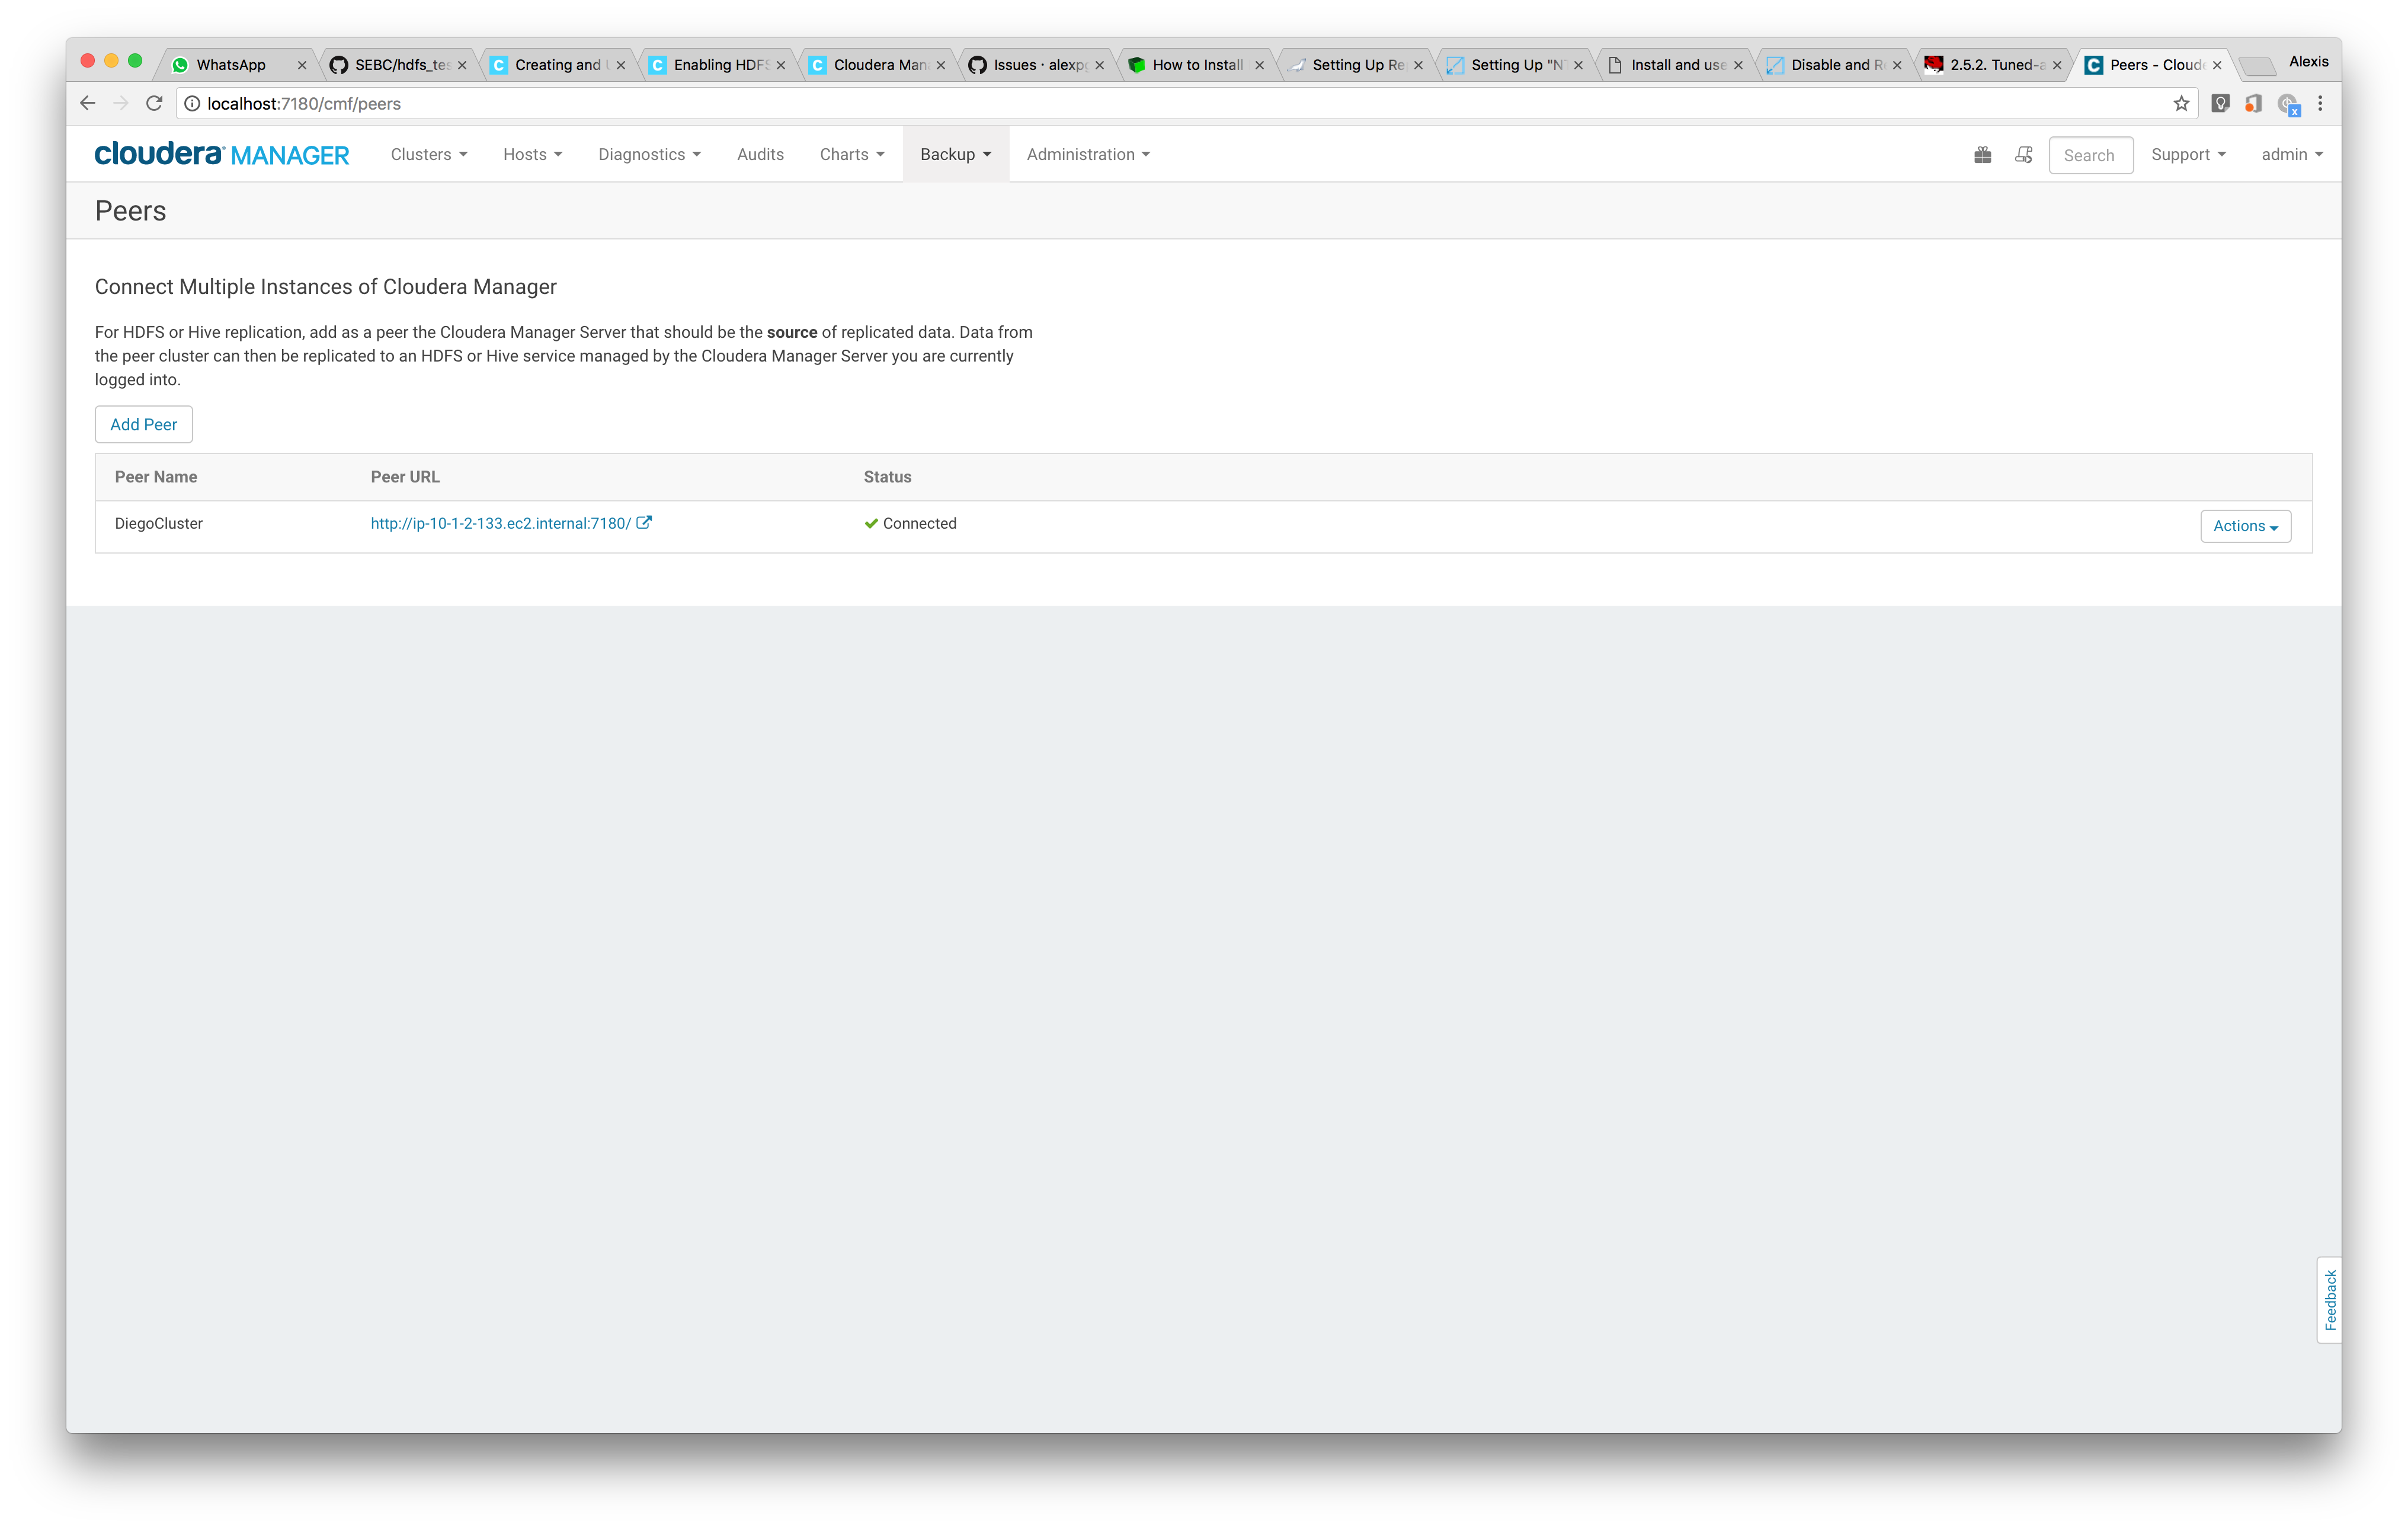 WhatsApp
SEBC/hdfs_tes
Creating and U
Enabling HDFS
Cloudera Man
Issues · alexpg
How to Install
Setting Up Re
Setting Up "N
Install and use
Disable and R
2.5.2. Tuned-a
Peers - Cloude
Alexis
localhost:7180/cmf/peers
cloudera MANAGER
Clusters
Hosts
Diagnostics
Audits
Charts
Backup
Administration
Search
Support
admin
Peers
Connect Multiple Instances of Cloudera Manager
For HDFS or Hive replication, add as a peer the Cloudera Manager Server that should be the source of replicated data. Data from
the peer cluster can then be replicated to an HDFS or Hive service managed by the Cloudera Manager Server you are currently
logged into.
Add Peer
Peer Name Peer URL Status
DiegoCluster http://ip-10-1-2-133.ec2.internal:7180/ Connected Actions
Feedback